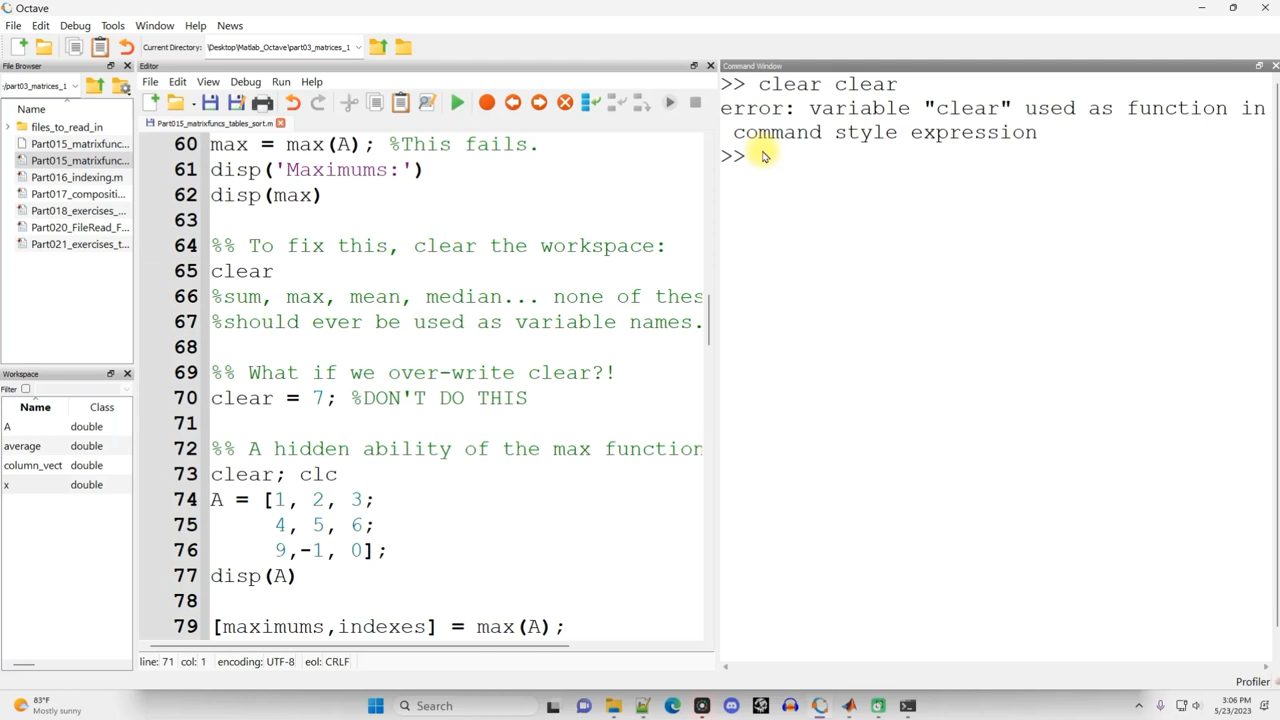 Octave
File Edit Debug Tools Window Help News
Current Directory: \Desktop\Matlab_Octave\part03_matrices_1
File Browser
Editor
Command Window
/part03_matrices_1
File Edit View Debug Run Help
Name
files_to_read_in
Part015_matrixfunc...
Part015_matrixfunc...
Part016_indexing.m
Part017_compositi...
Part018_exercises_...
Part020_FileRead_F...
Part021_exercises_t...
Workspace
Filter
Name Class
A double
average double
column_vect double
x double
Part015_matrixfuncs_tables_sort.m
60 max = max(A); %This fails.
61 disp('Maximums:')
62 disp(max)
63
64 %% To fix this, clear the workspace:
65 clear
66 %sum, max, mean, median... none of thes
67 %should ever be used as variable names.
68
69 %% What if we over-write clear?!
70 clear = 7; %DON'T DO THIS
71
72 %% A hidden ability of the max function
73 clear; clc
74 A = [1, 2, 3;
75 4, 5, 6;
76 9,-1, 0];
77 disp(A)
78
79 [maximums,indexes] = max(A);
line: 71 col: 1 encoding: UTF-8 eol: CRLF
>> clear clear
error: variable "clear" used as function in
command style expression
>>
Profiler
83°F
Mostly sunny
Search
3:06 PM
5/23/2023